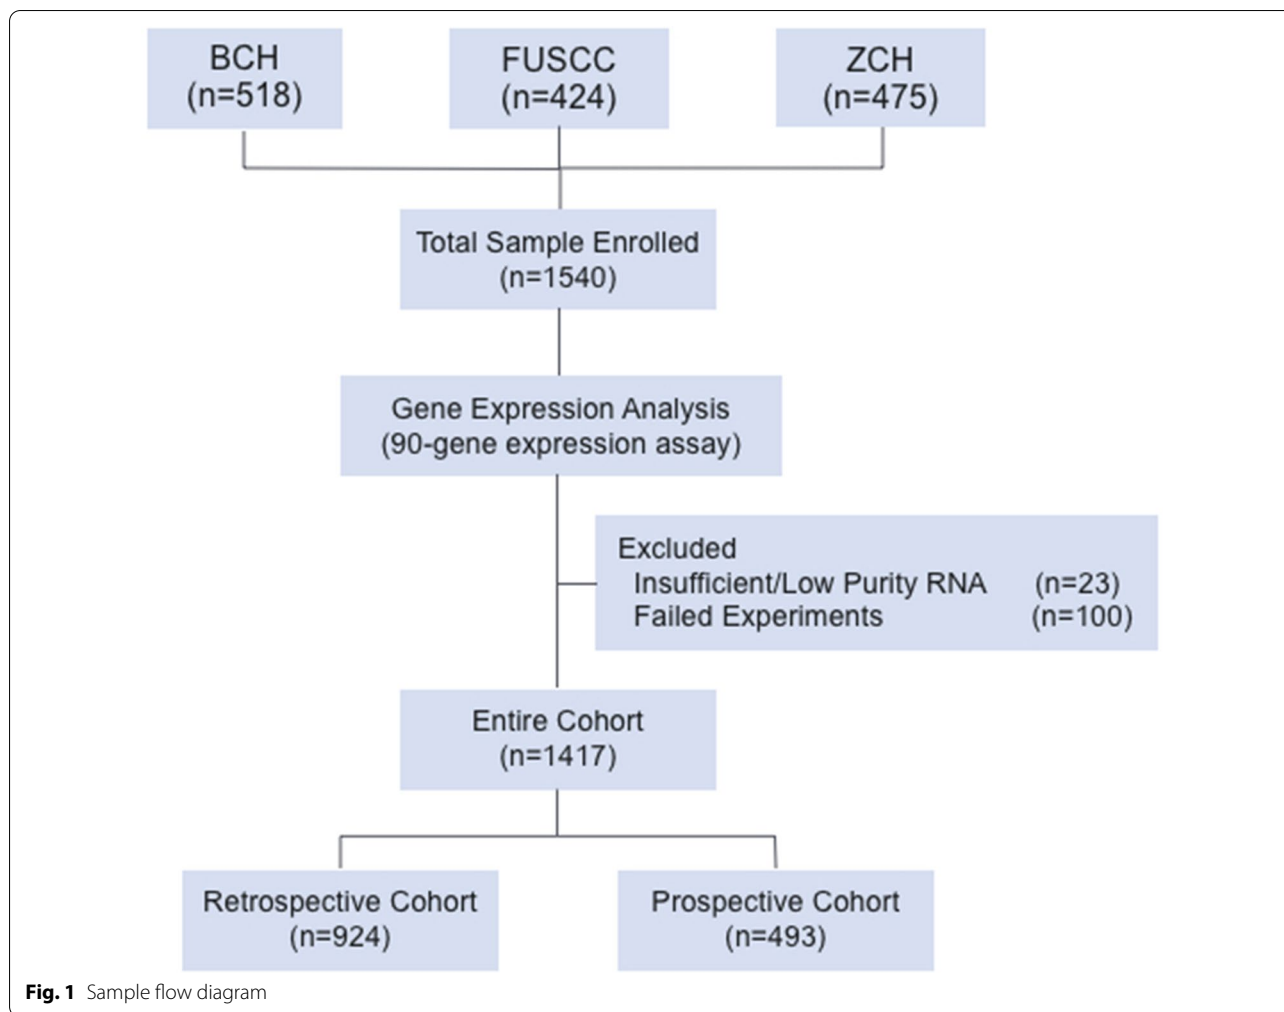 BCH
(n=518)
FUSCC
(n=424)
ZCH
(n=475)
Total Sample Enrolled
(n=1540)
Gene Expression Analysis
(90-gene expression assay)
Excluded
Insufficient/Low Purity RNA (n=23)
Failed Experiments (n=100)
Entire Cohort
(n=1417)
Retrospective Cohort
(n=924)
Prospective Cohort
(n=493)
Fig. 1 Sample flow diagram